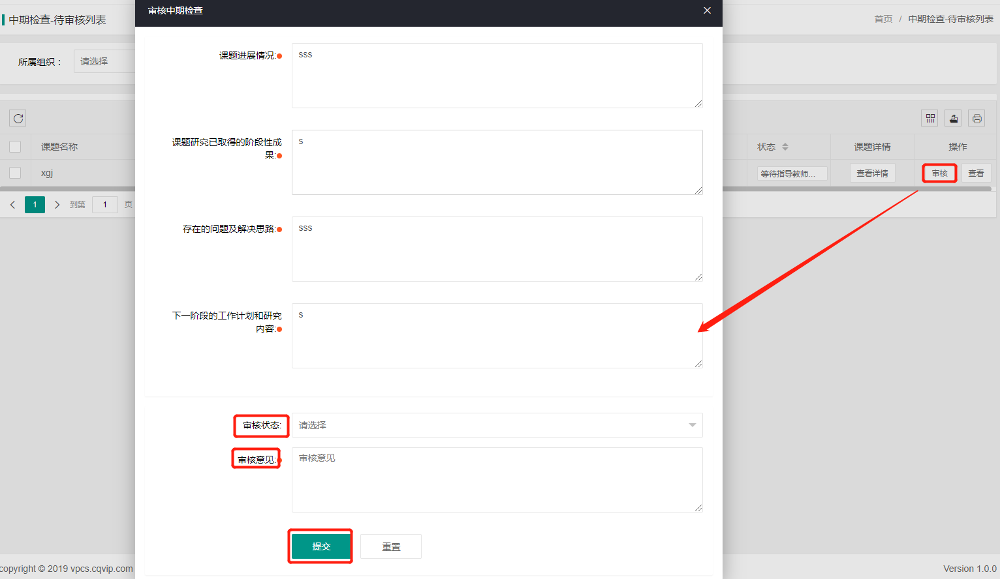 审核中期检查
中期检查-待审核列表
首页 / 中期检查-待审核列表
所属组织：
请选择
课题进展情况:
sss
课题研究已取得的阶段性成
果:
s
课题名称
状态
课题详情
操作
xgj
等待指导教师...
查看详情
审核
查看
1
到第
1
页
存在的问题及解决思路:
sss
下一阶段的工作计划和研究
内容:
s
审核状态:
请选择
审核意见:
审核意见
提交
重置
copyright © 2019 vpcs.cqvip.com
Version 1.0.0